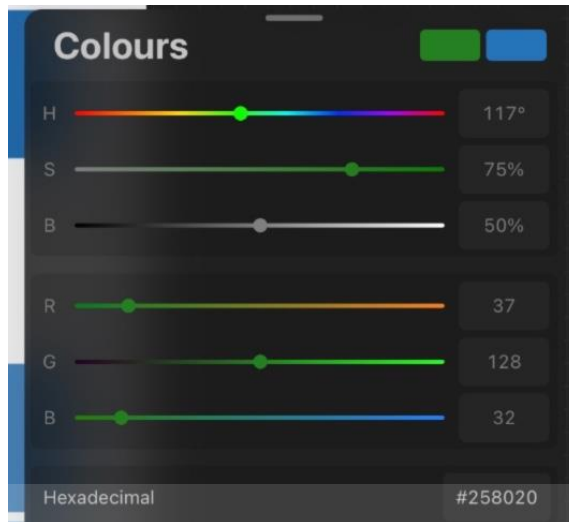 Colours
H 117°
S 75%
B 50%
R 37
G 128
B 32
Hexadecimal #258020